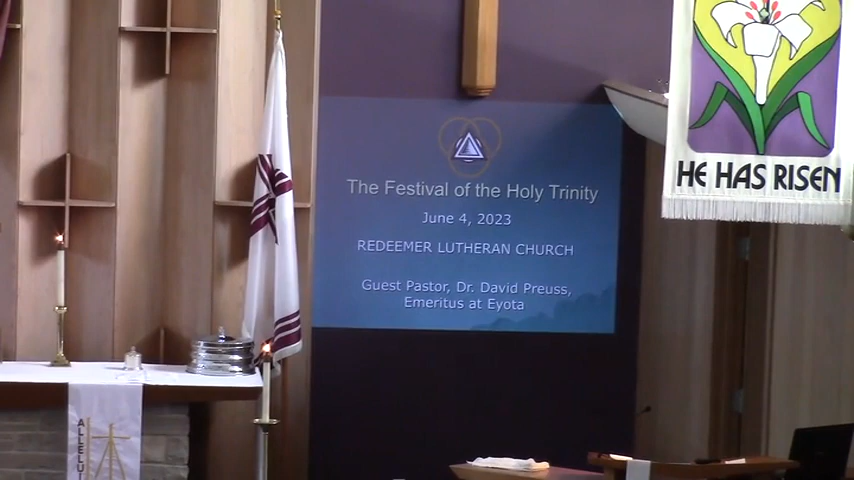 The Festival of the Holy Trinity
June 4, 2023
REDEEMER LUTHERAN CHURCH
Guest Pastor, Dr. David Preuss,
Emeritus at Eyota
HE HAS RISEN